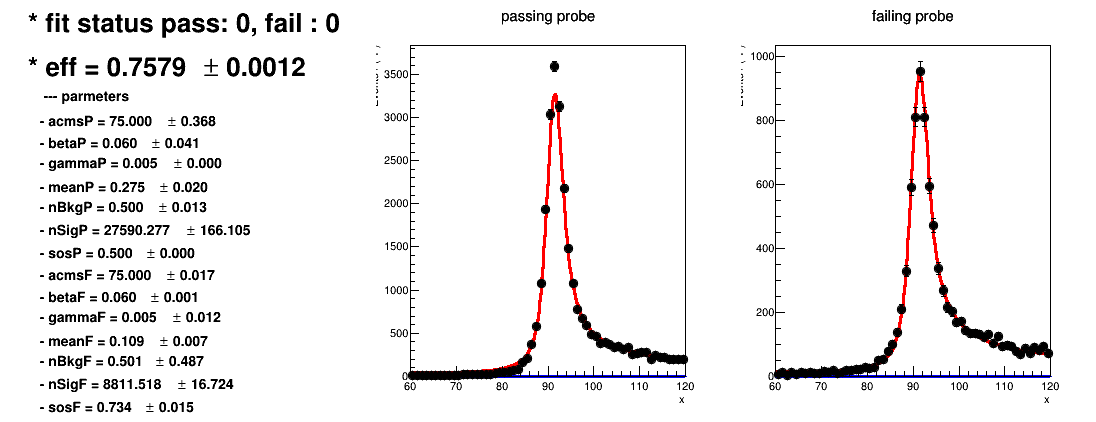 * fit status pass: 0, fail : 0
* eff = 0.7579 ± 0.0012
--- parmeters
- acmsP = 75.000 ± 0.368
- betaP = 0.060 ± 0.041
- gammaP = 0.005 ± 0.000
- meanP = 0.275 ± 0.020
- nBkgP = 0.500 ± 0.013
- nSigP = 27590.277 ± 166.105
- sosP = 0.500 ± 0.000
- acmsF = 75.000 ± 0.017
- betaF = 0.060 ± 0.001
- gammaF = 0.005 ± 0.012
- meanF = 0.109 ± 0.007
- nBkgF = 0.501 ± 0.487
- nSigF = 8811.518 ± 16.724
- sosF = 0.734 ± 0.015
passing probe
3500
3000
2500
2000
1500
1000
500
0
60 70 80 90 100 110 120
x
failing probe
1000
800
600
400
200
0
60 70 80 90 100 110 120
x